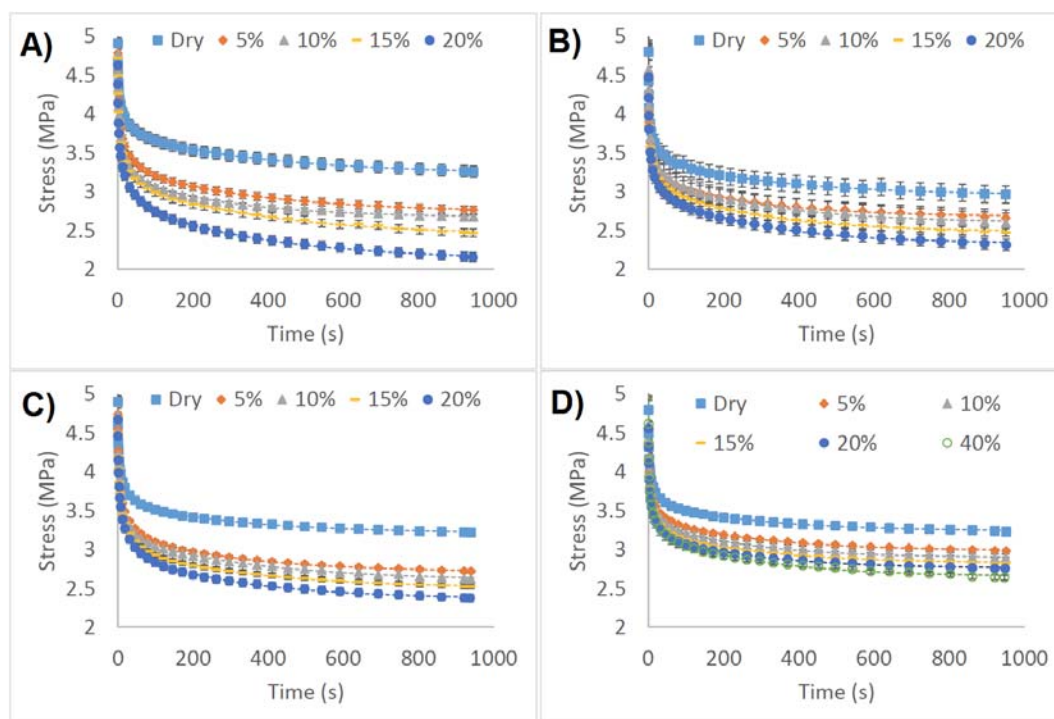 A)
Dry 5% 10% 15% 20%
5
4.5
4
3.5
3
2.5
2
Stress (MPa)
0 200 400 600 800 1000
Time (s)
B)
Dry 5% 10% 15% 20%
5
4.5
4
3.5
3
2.5
2
Stress (MPa)
0 200 400 600 800 1000
Time (s)
C)
Dry 5% 10% 15% 20%
5
4.5
4
3.5
3
2.5
2
Stress (MPa)
0 200 400 600 800 1000
Time (s)
D)
Dry 5% 10%
15% 20% 40%
5
4.5
4
3.5
3
2.5
2
Stress (MPa)
0 200 400 600 800 1000
Time (s)